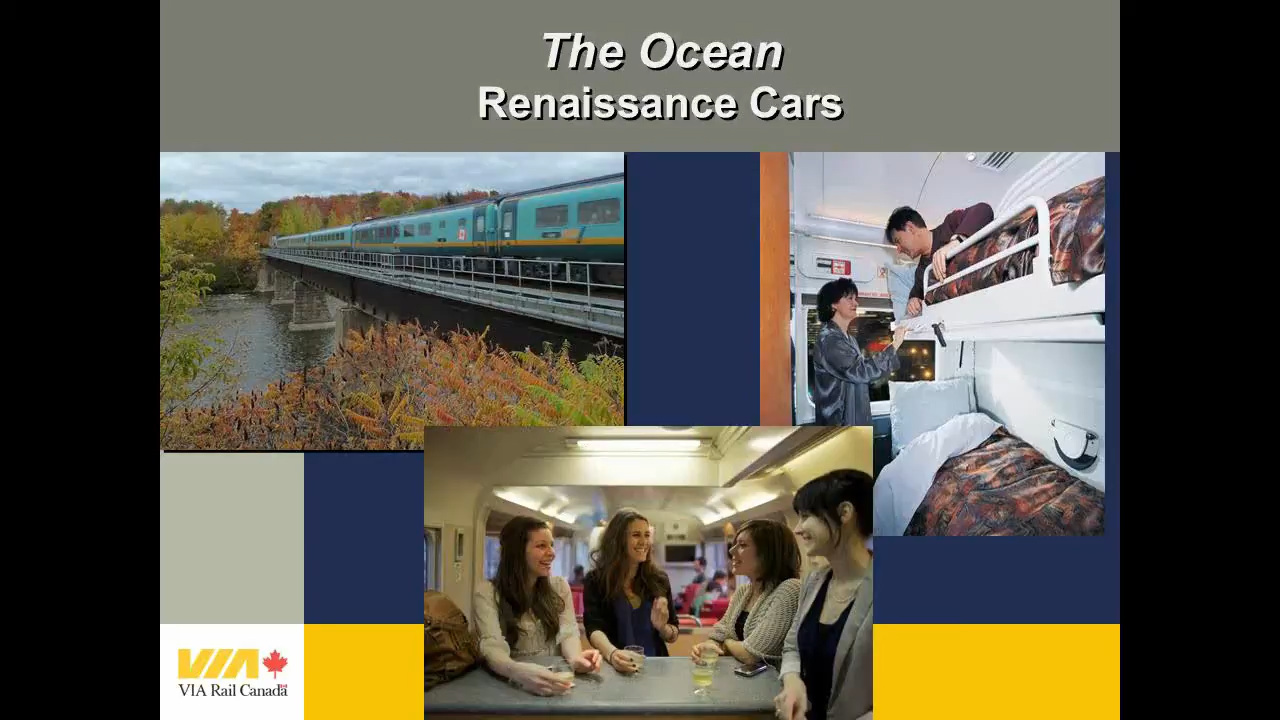 The Ocean
Renaissance Cars
VIA
VIA Rail Canada